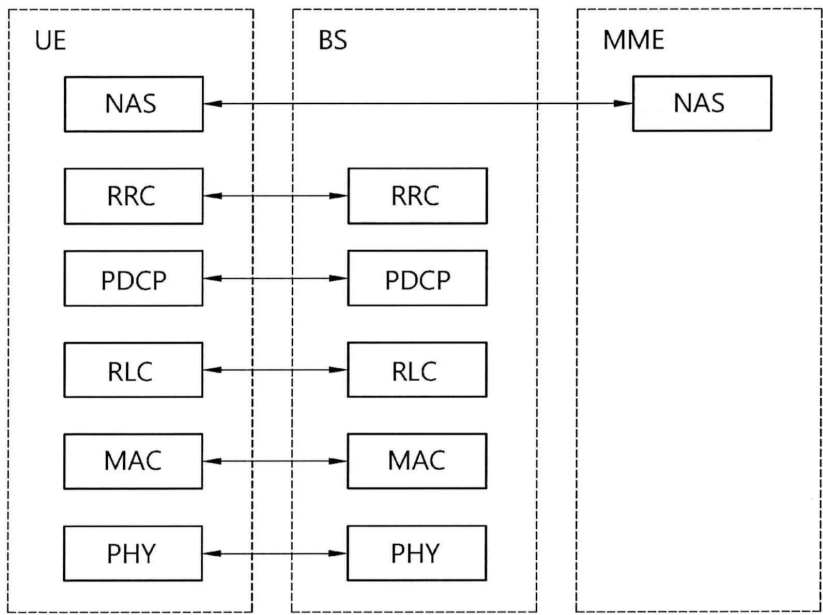 UE BS MME
NAS NAS
RRC RRC
PDCP PDCP
RLC RLC
MAC MAC
PHY PHY